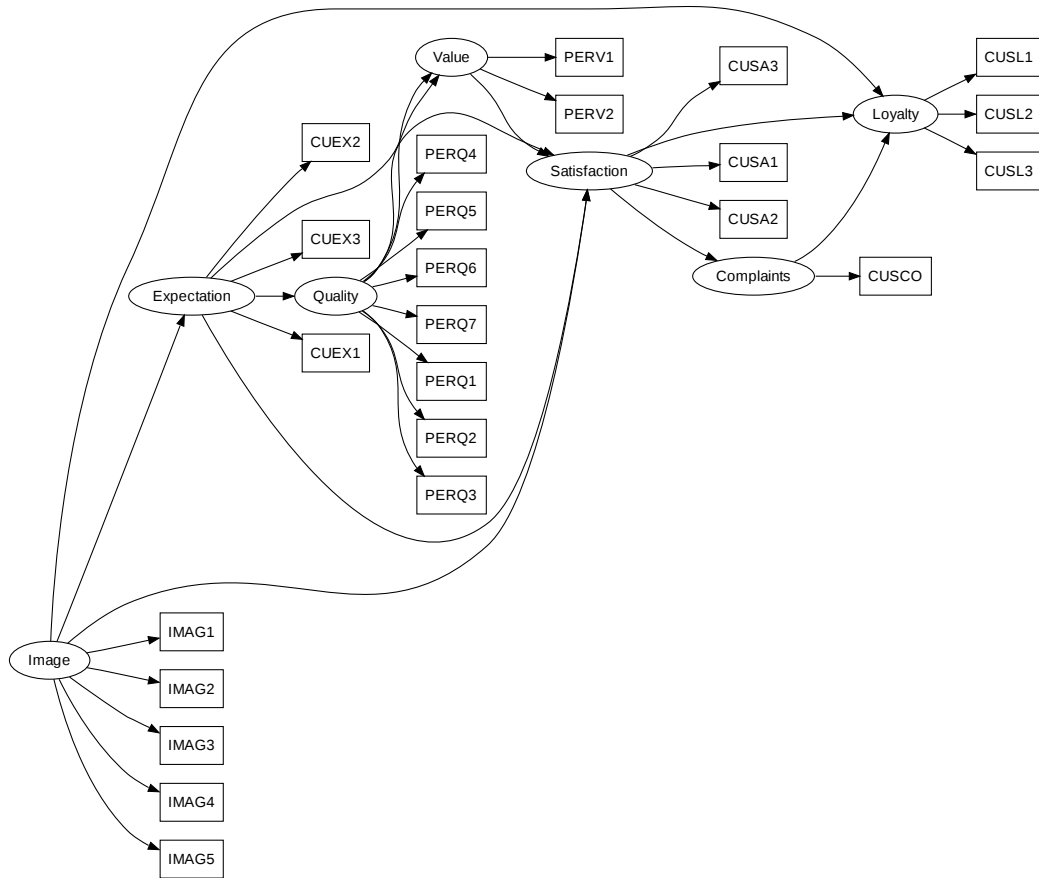 Value
PERV1
PERV2
CUSA3
CUSL1
CUSL2
CUSL3
Loyalty
CUEX2
PERQ4
Satisfaction
CUSA1
CUSA2
PERQ5
CUEX3
PERQ6
Expectation
Quality
Complaints
CUSCO
PERQ7
CUEX1
PERQ1
PERQ2
PERQ3
IMAG1
Image
IMAG2
IMAG3
IMAG4
IMAG5